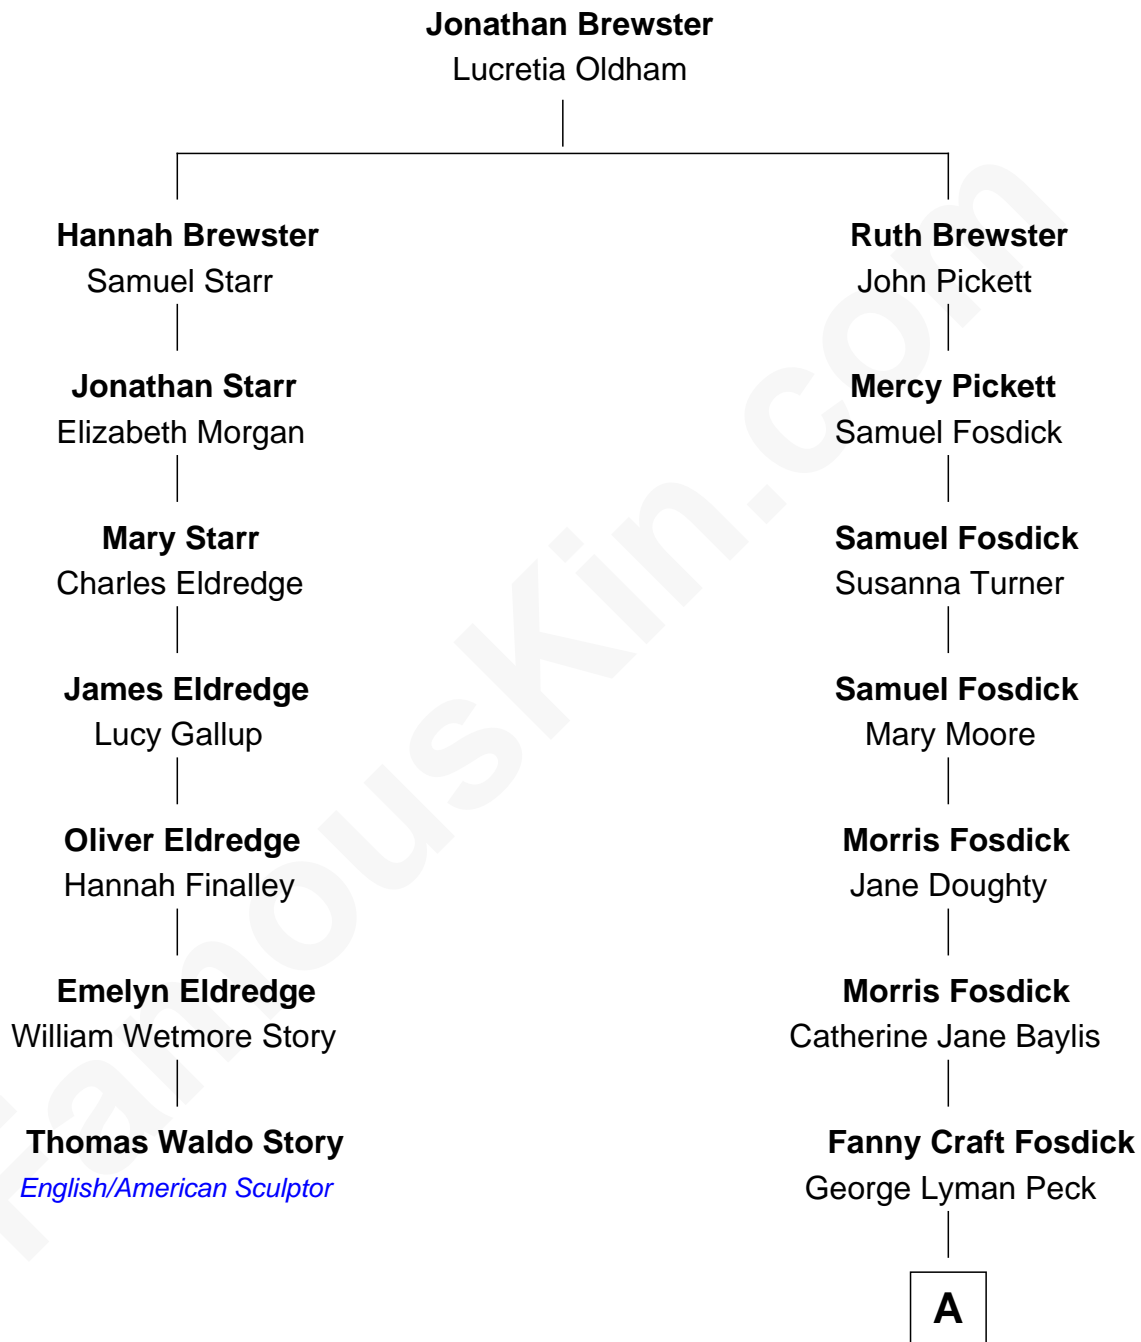 Jonathan Brewster
Lucretia Oldham
Hannah Brewster
Samuel Starr
Jonathan Starr
Elizabeth Morgan
Mary Starr
Charles Eldredge
James Eldredge
Lucy Gallup
Oliver Eldredge
Hannah Finalley
Emelyn Eldredge
William Wetmore Story
Thomas Waldo Story
English/American Sculptor
Ruth Brewster
John Pickett
Mercy Pickett
Samuel Fosdick
Samuel Fosdick
Susanna Turner
Samuel Fosdick
Mary Moore
Morris Fosdick
Jane Doughty
Morris Fosdick
Catherine Jane Baylis
Fanny Craft Fosdick
George Lyman Peck
A
FamousKin.com